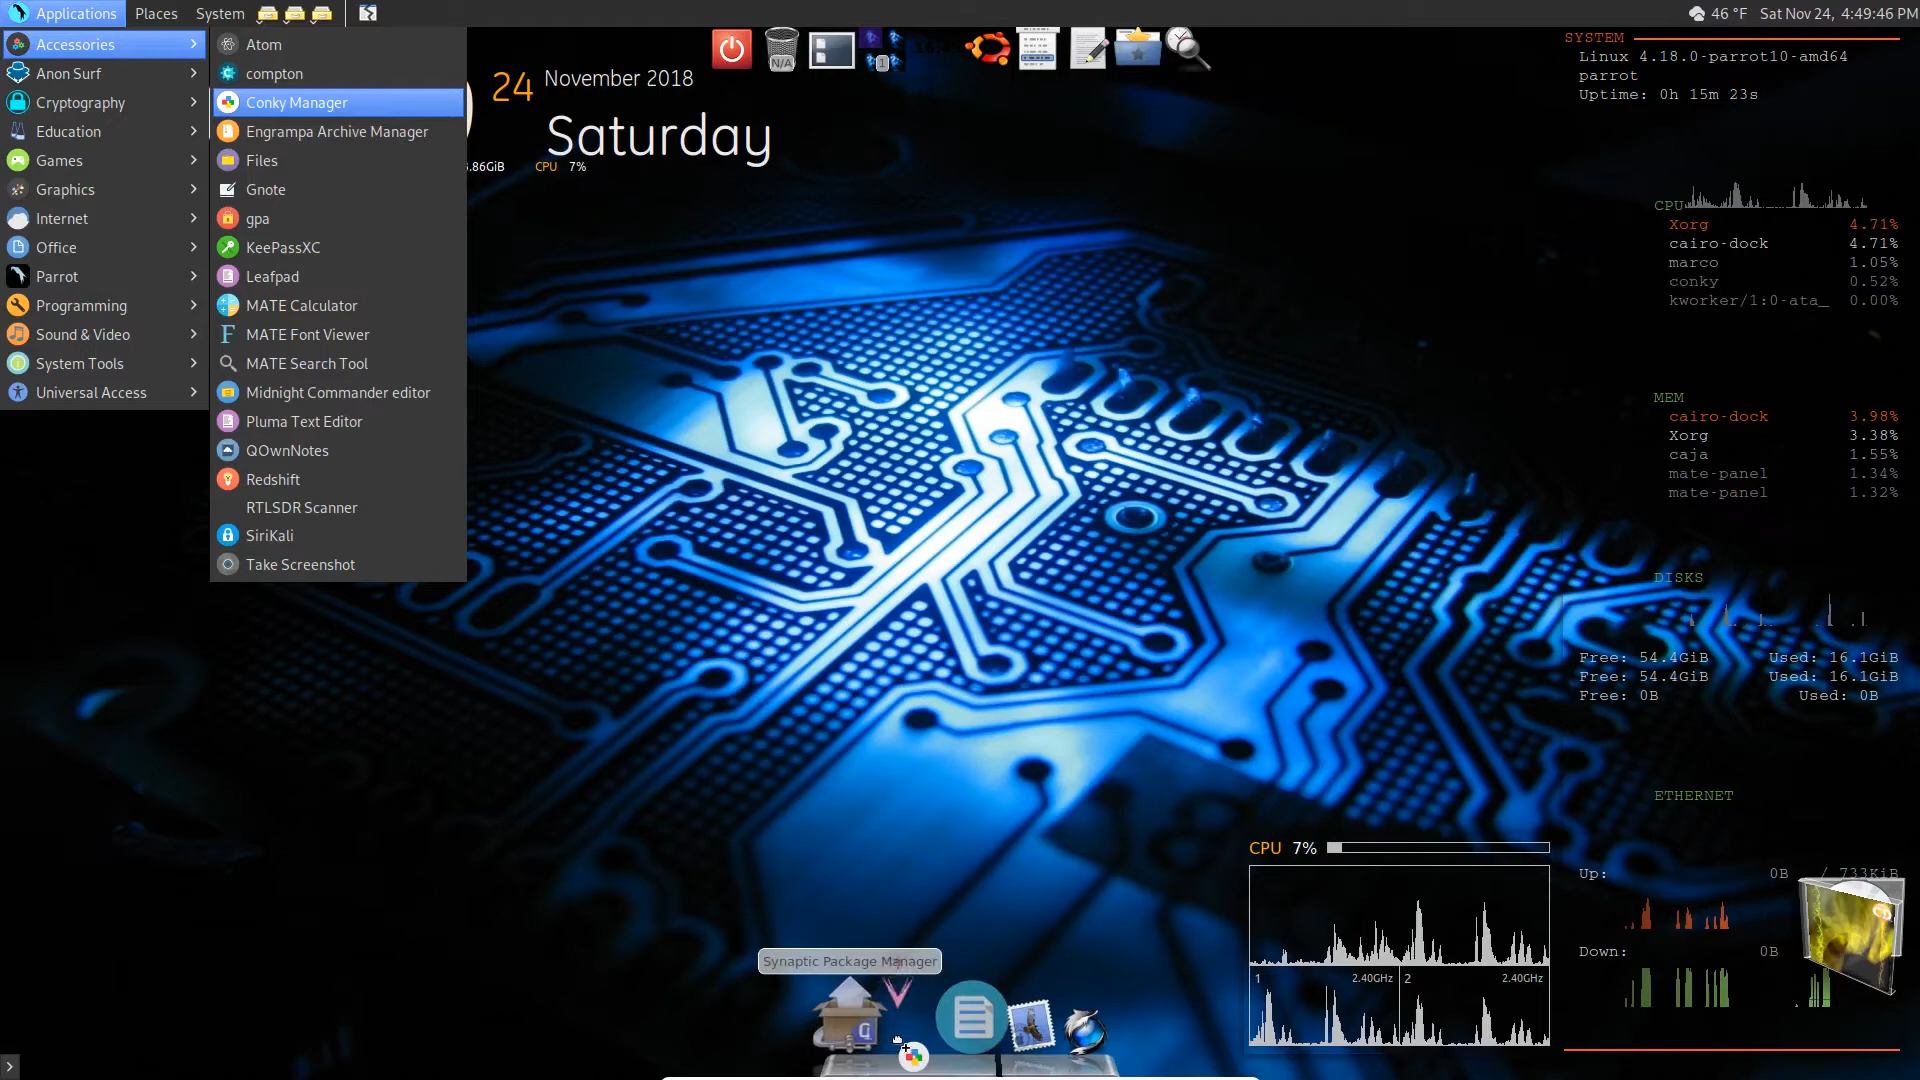 Applications Places System
46 °F Sat Nov 24, 4:49:46 PM
Accessories
Anon Surf
Cryptography
Education
Games
Graphics
Internet
Office
Parrot
Programming
Sound & Video
System Tools
Universal Access
Atom
compton
Conky Manager
Engrampa Archive Manager
Files
Gnote
gpa
KeePassXC
Leafpad
MATE Calculator
MATE Font Viewer
MATE Search Tool
Midnight Commander editor
Pluma Text Editor
QOwnNotes
Redshift
RTLSDR Scanner
SiriKali
Take Screenshot
N/A
1
24 November 2018
Saturday
.86GiB CPU 7%
SYSTEM
Linux 4.18.0-parrot10-amd64
parrot
Uptime: 0h 15m 23s
CPU
Xorg 4.71%
cairo-dock 4.71%
marco 1.05%
conky 0.52%
kworker/1:0-ata_ 0.00%
MEM
cairo-dock 3.98%
Xorg 3.38%
caja 1.55%
mate-panel 1.34%
mate-panel 1.32%
DISKS
Free: 54.4GiB Used: 16.1GiB
Free: 54.4GiB Used: 16.1GiB
Free: 0B Used: 0B
ETHERNET
Up: 0B / 733KiB
Down: 0B
CPU 7%
1 2.40GHz 2 2.40GHz
Synaptic Package Manager